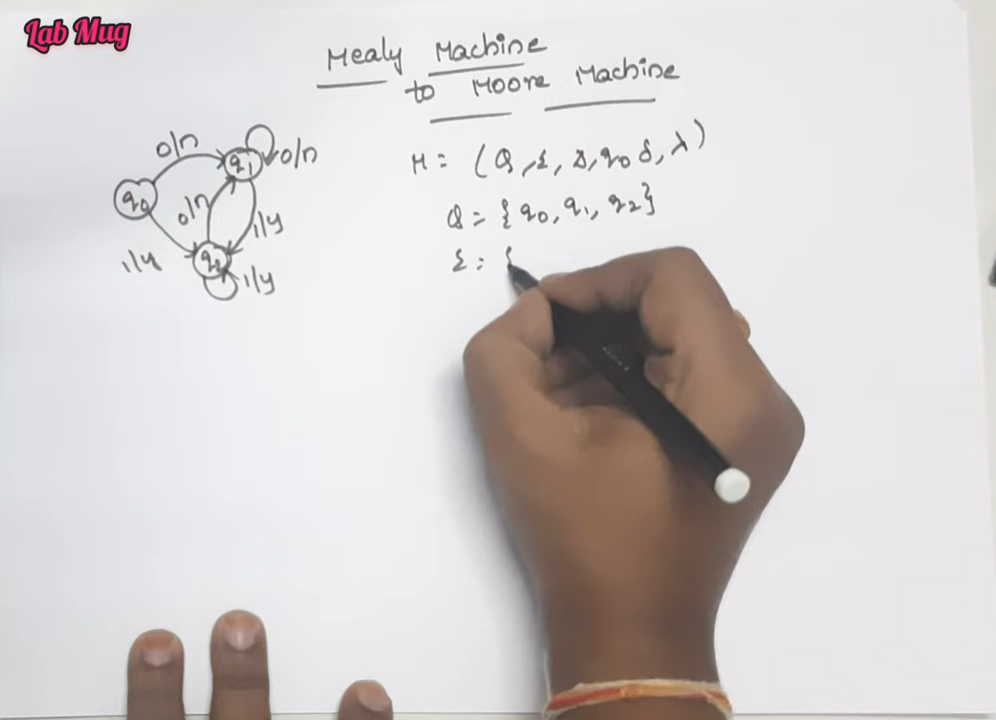 Lab Mug
Mealy Machine
to Moore Machine
0/n
q1
0/n
q0
0/n
1/y
1/y
q2
1/y
M = (Q, Σ, Δ, q0 δ, λ)
Q = {q0, q1, q2}
Σ = {